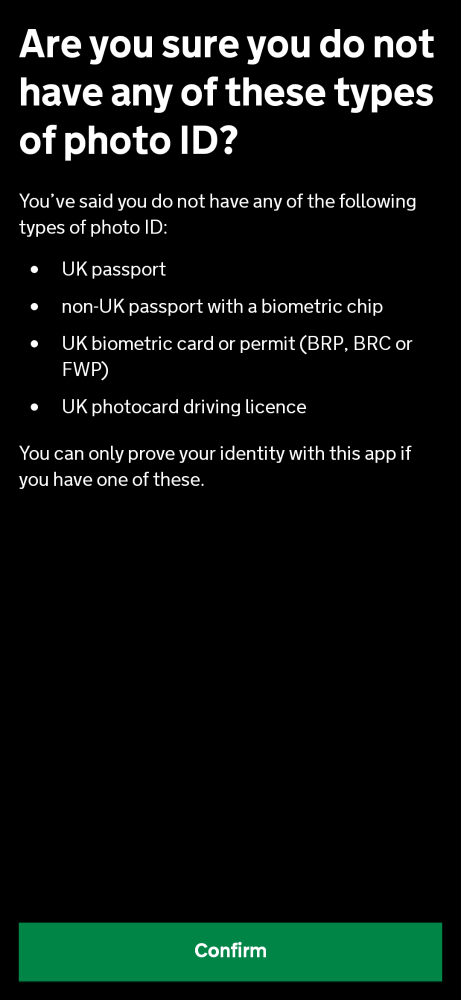 Are you sure you do not
have any of these types
of photo ID?
You’ve said you do not have any of the following
types of photo ID:
• UK passport
• non-UK passport with a biometric chip
• UK biometric card or permit (BRP, BRC or
FWP)
• UK photocard driving licence
You can only prove your identity with this app if
you have one of these.
Confirm